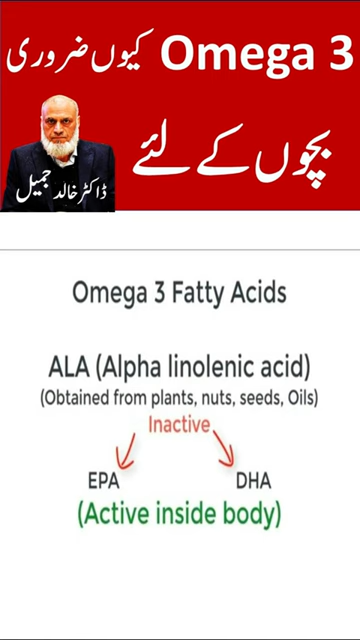 Omega 3 کیوں ضروری
بچوں کے لئے
ڈاکٹر خالد جمیل
Omega 3 Fatty Acids
ALA (Alpha linolenic acid)
(Obtained from plants, nuts, seeds, Oils)
Inactive
EPA DHA
(Active inside body)